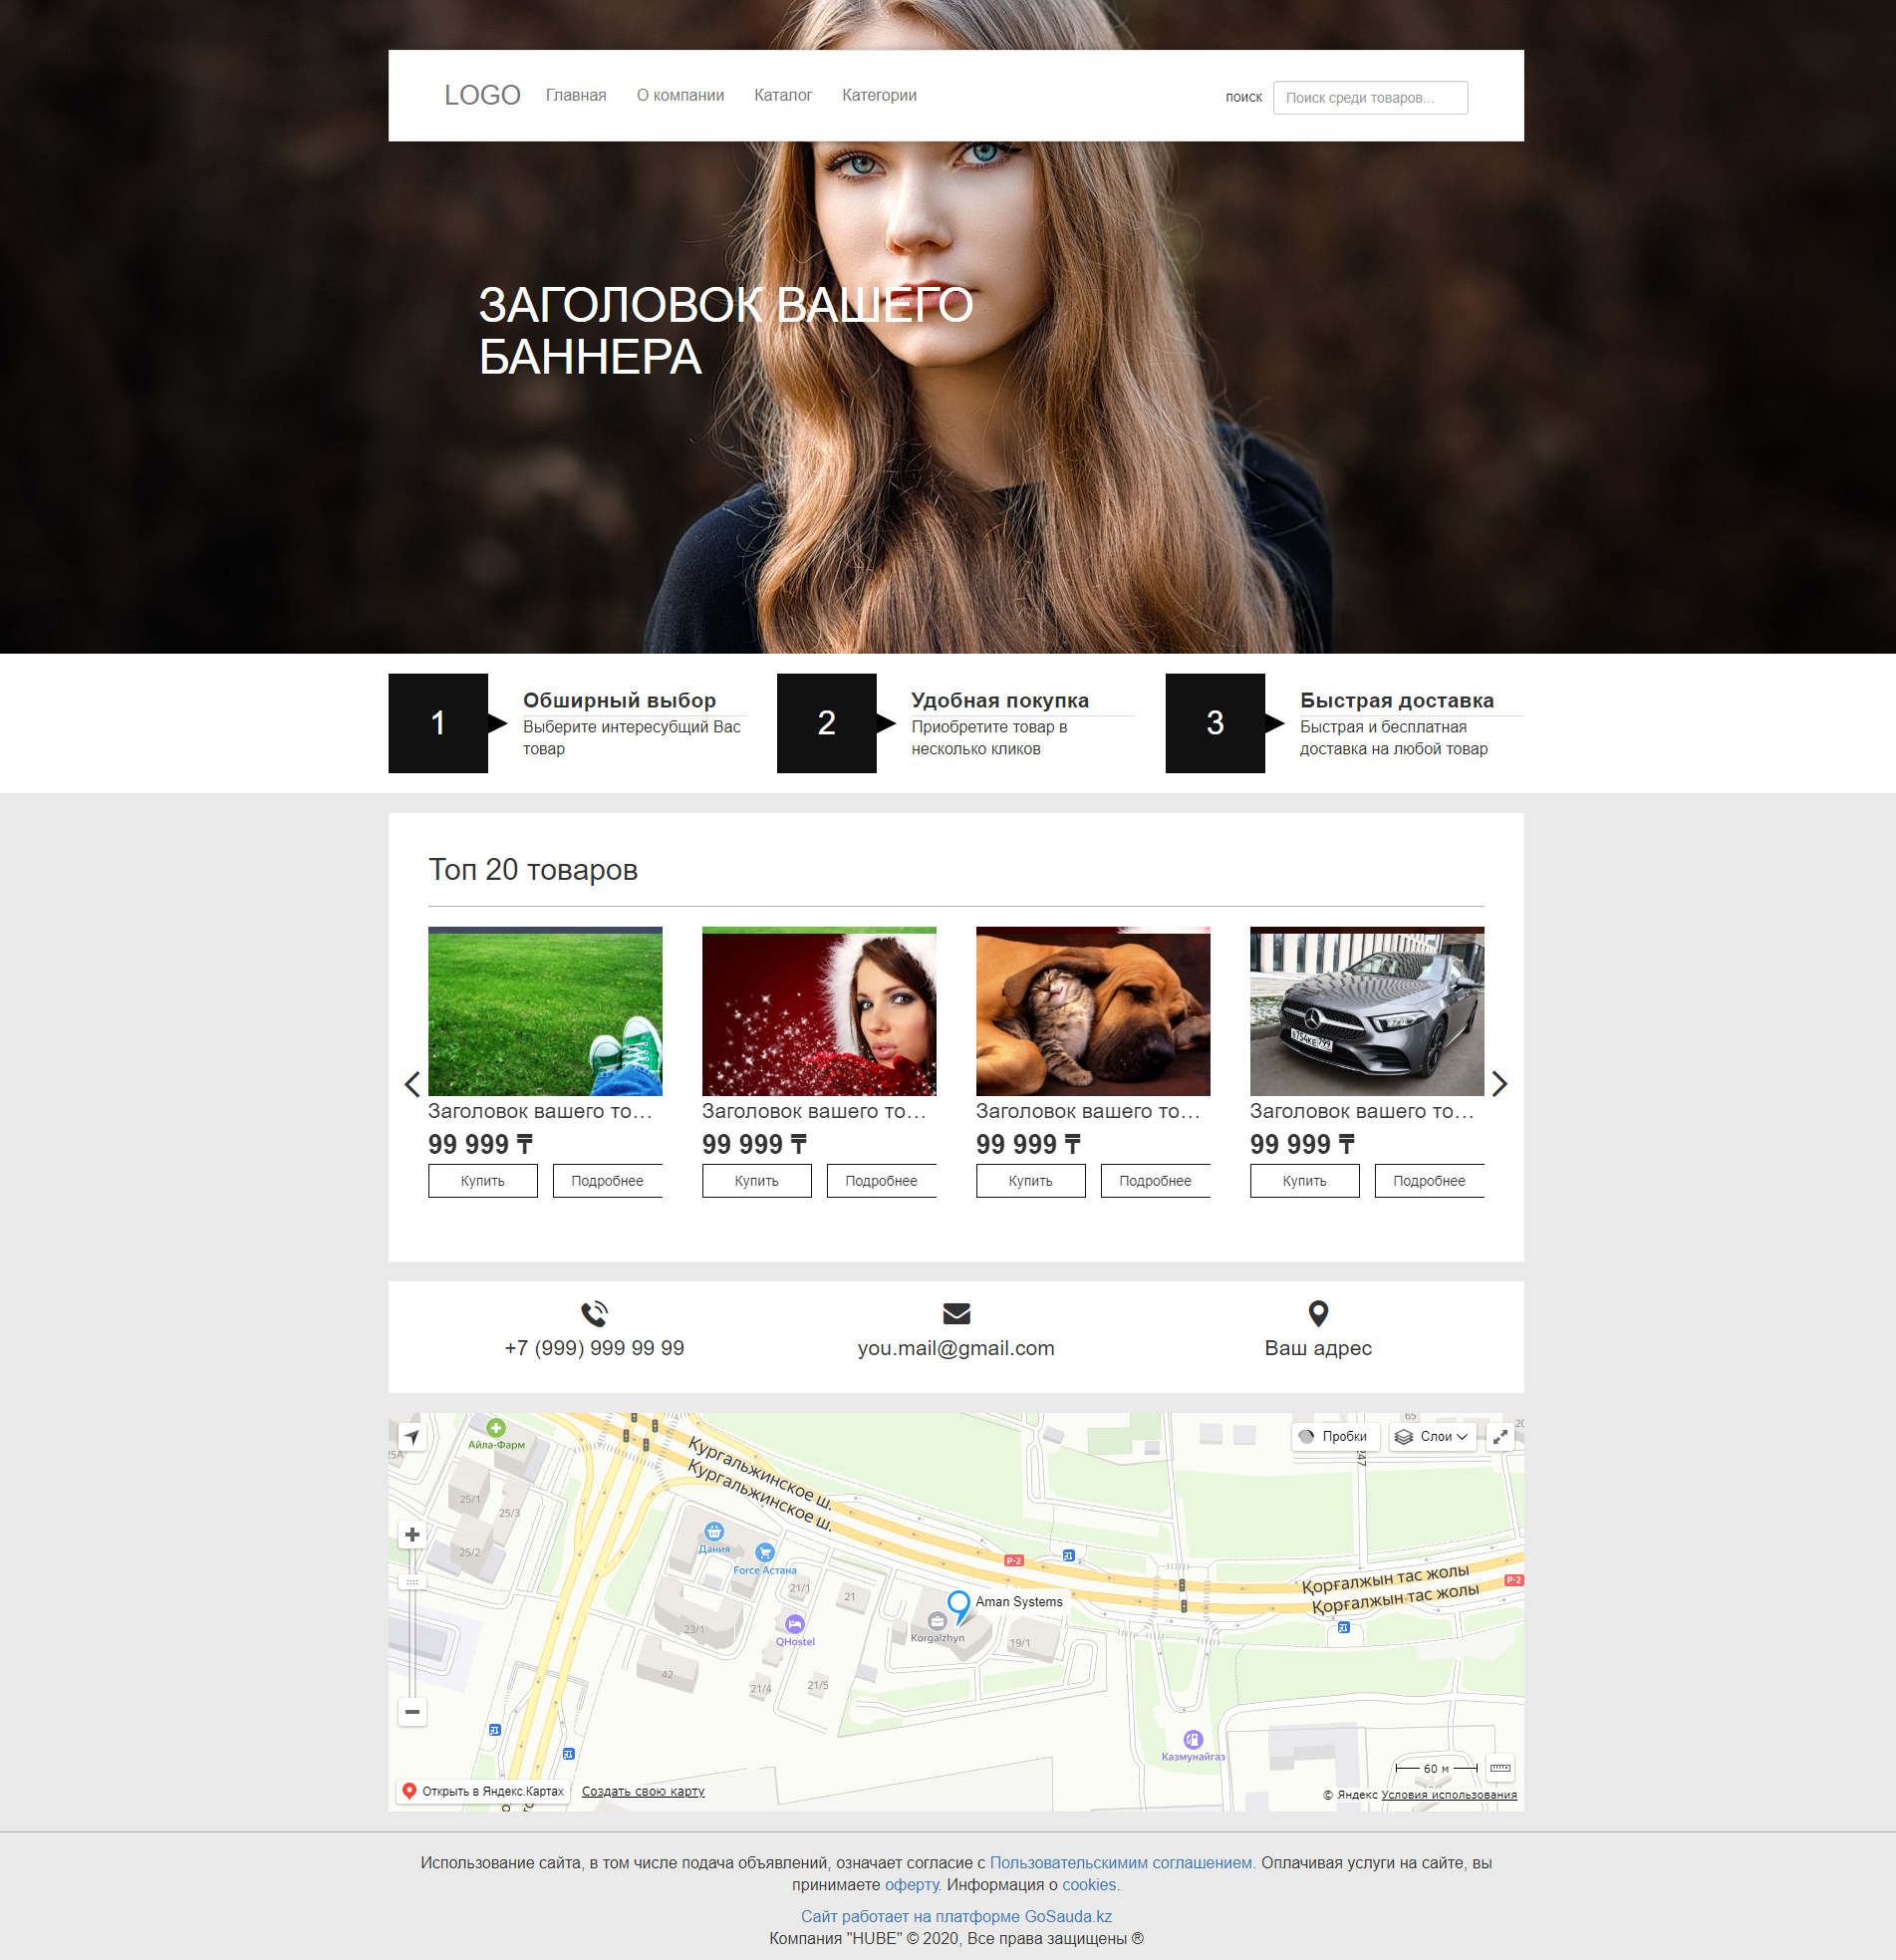 LOGO Главная О компании Каталог Категории поиск Поиск среди товаров...
ЗАГОЛОВОК ВАШЕГО
БАННЕРА
1
Обширный выбор
Выберите интересубщий Вас
товар
2
Удобная покупка
Приобретите товар в
несколько кликов
3
Быстрая доставка
Быстрая и бесплатная
доставка на любой товар
Топ 20 товаров
Заголовок вашего то...
99 999 ₸
Купить Подробнее
Заголовок вашего то...
99 999 ₸
Купить Подробнее
Заголовок вашего то...
99 999 ₸
Купить Подробнее
Заголовок вашего то...
99 999 ₸
Купить Подробнее
+7 (999) 999 99 99
you.mail@gmail.com
Ваш адрес
Айла-Фарм
25А
25/1
25/3
25/2
Кургальжинское ш.
Кургальжинское ш.
Пробки
Слои
65
247
Дания
Force Астана
21/1
21
23/1
QHostel
42
21/4
21/5
Aman Systems
Korgalzhyn
19/1
Р-2
Қорғалжын тас жолы
Қорғалжын тас жолы
Р-2
Казмунайгаз
60 м
Открыть в Яндекс.Картах
Создать свою карту
© Яндекс Условия использования
Использование сайта, в том числе подача объявлений, означает согласие с Пользовательскимим соглашением. Оплачивая услуги на сайте, вы
принимаете оферту. Информация о cookies.
Сайт работает на платформе GoSauda.kz
Компания "HUBE" © 2020, Все права защищены ®